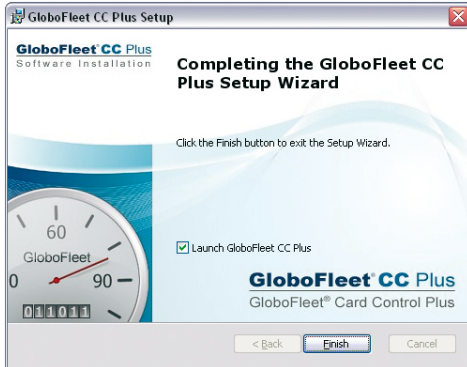 GloboFleet CC Plus Setup
GloboFleet® CC Plus
Software Installation
Completing the GloboFleet CC
Plus Setup Wizard
Click the Finish button to exit the Setup Wizard.
60
GloboFleet
0
90
011011
Launch GloboFleet CC Plus
GloboFleet® CC Plus
GloboFleet® Card Control Plus
< Back
Finish
Cancel